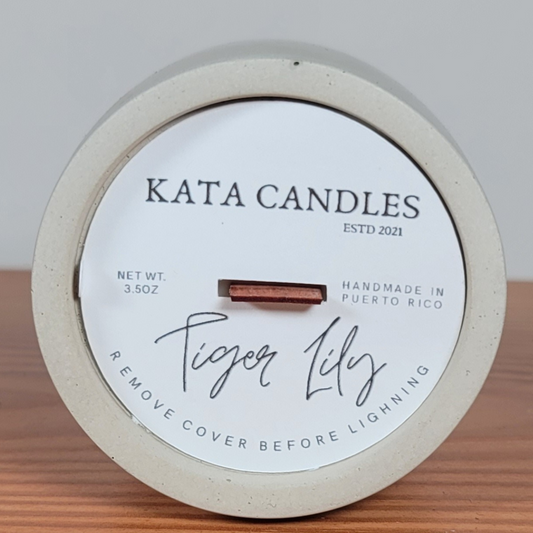 KATA CANDLES
ESTD 2021
NET WT.
3.5OZ
HANDMADE IN
PUERTO RICO
Tiger Lily
REMOVE COVER BEFORE LIGHNING